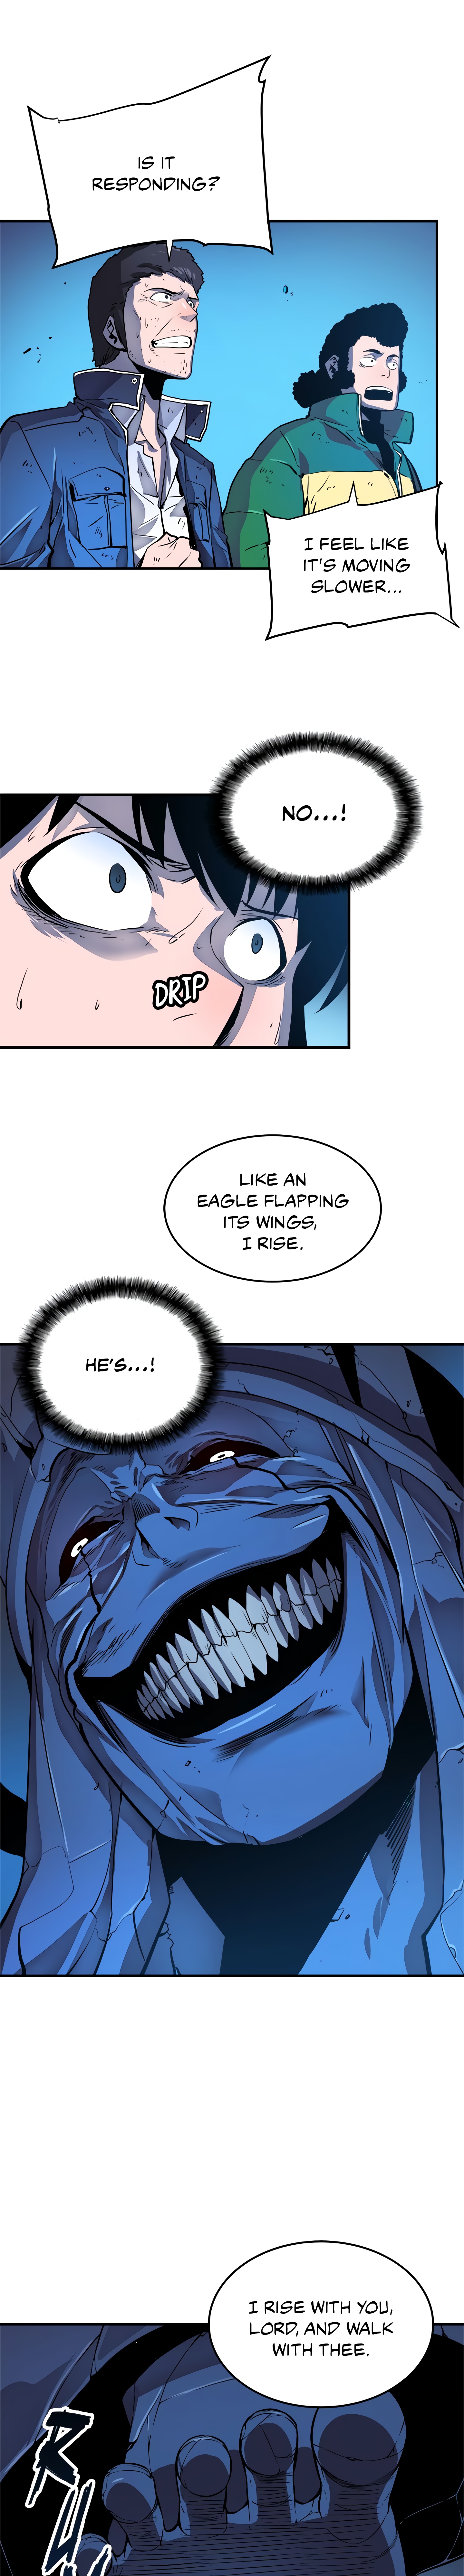 IS IT
RESPONDING?
I FEEL LIKE
IT'S MOVING
SLOWER...
NO...!
DRIP
LIKE AN
EAGLE FLAPPING
ITS WINGS,
I RISE.
HE'S...!
I RISE WITH YOU,
LORD, AND WALK
WITH THEE.